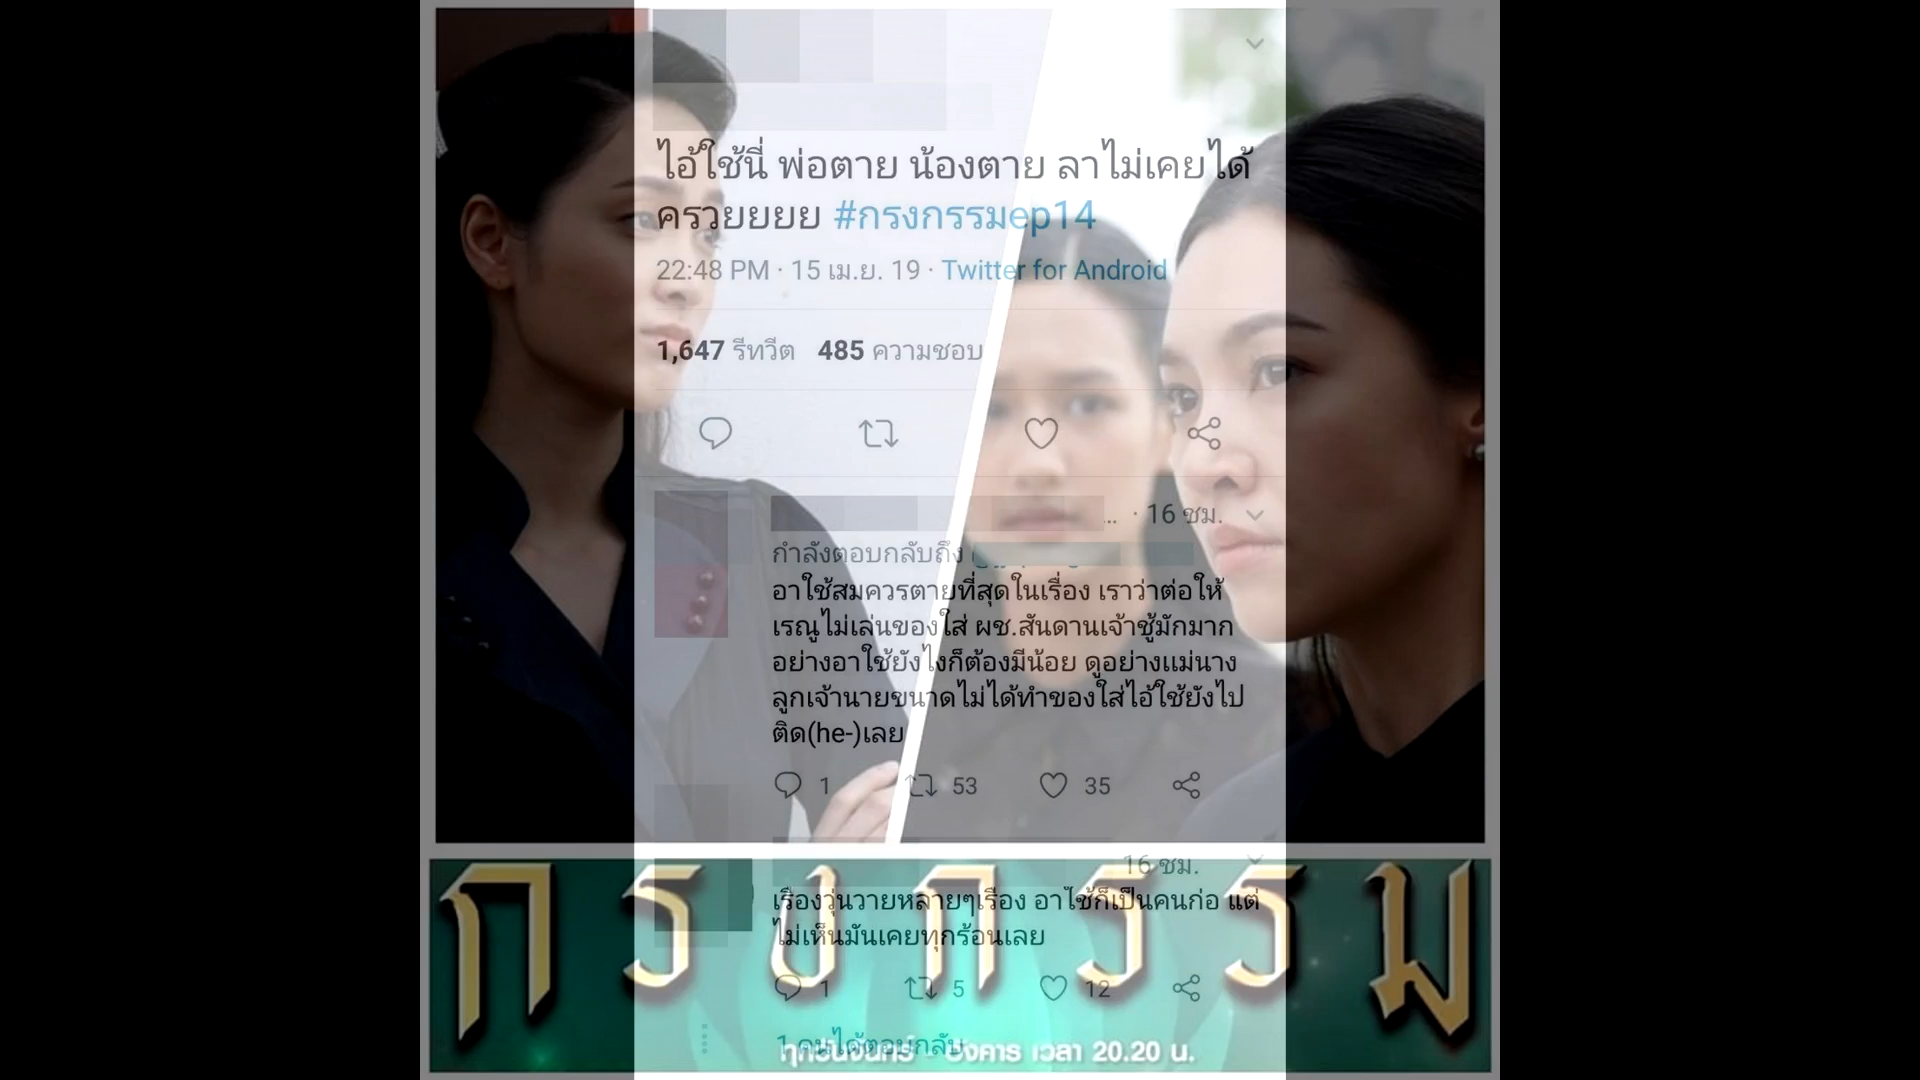 ไอ้ใช้นี่ พ่อตาย น้องตาย ลาไม่เคยได้
ครวยยยย #กรงกรรมep14
22:48 PM · 15 เม.ย. 19 · Twitter for Android
1,647 รีทวีต 485 ความชอบ
... · 16 ชม.
กำลังตอบกลับถึง
อาใช้สมควรตายที่สุดในเรื่อง เราว่าต่อให้
เรณูไม่เล่นของใส่ ผช.สันดานเจ้าชู้มักมาก
อย่างอาใช้ยังไงก็ต้องมีน้อย ดูอย่างแม่นาง
ลูกเจ้านายขนาดไม่ได้ทำของใส่ไอ้ใช้ยังไป
ติด(he-)เลย
1 53 35
16 ชม.
เรื่องวุ่นวายหลายๆเรื่อง อาใช้ก็เป็นคนก่อ แต่
ไม่เห็นมันเคยทุกร้อนเลย
1 5 12
1 คนได้ตอบกลับ
กรงกรรม
ทุกวันจันทร์ - อังคาร เวลา 20.20 น.